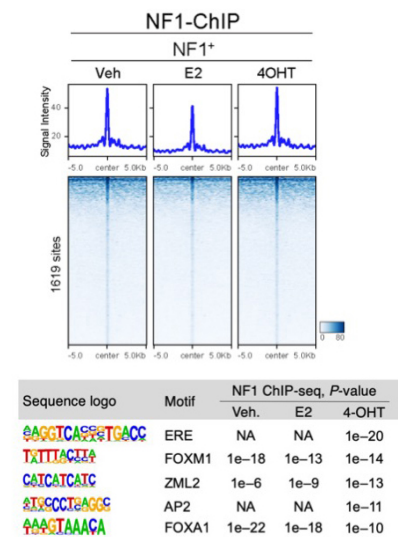 NF1-ChIP
NF1+
Veh E2 4OHT
Signal Intensity
40
20
-5.0 center 5.0Kb -5.0 center 5.0Kb -5.0 center 5.0Kb
1619 sites
-5.0 center 5.0Kb -5.0 center 5.0Kb -5.0 center 5.0Kb
0 80
Sequence logo Motif NF1 ChIP-seq, P-value
Veh. E2 4-OHT
ERE NA NA 1e–20
FOXM1 1e–18 1e–13 1e–14
CATCATCATC ZML2 1e–6 1e–9 1e–13
AP2 NA NA 1e–11
FOXA1 1e–22 1e–18 1e–10